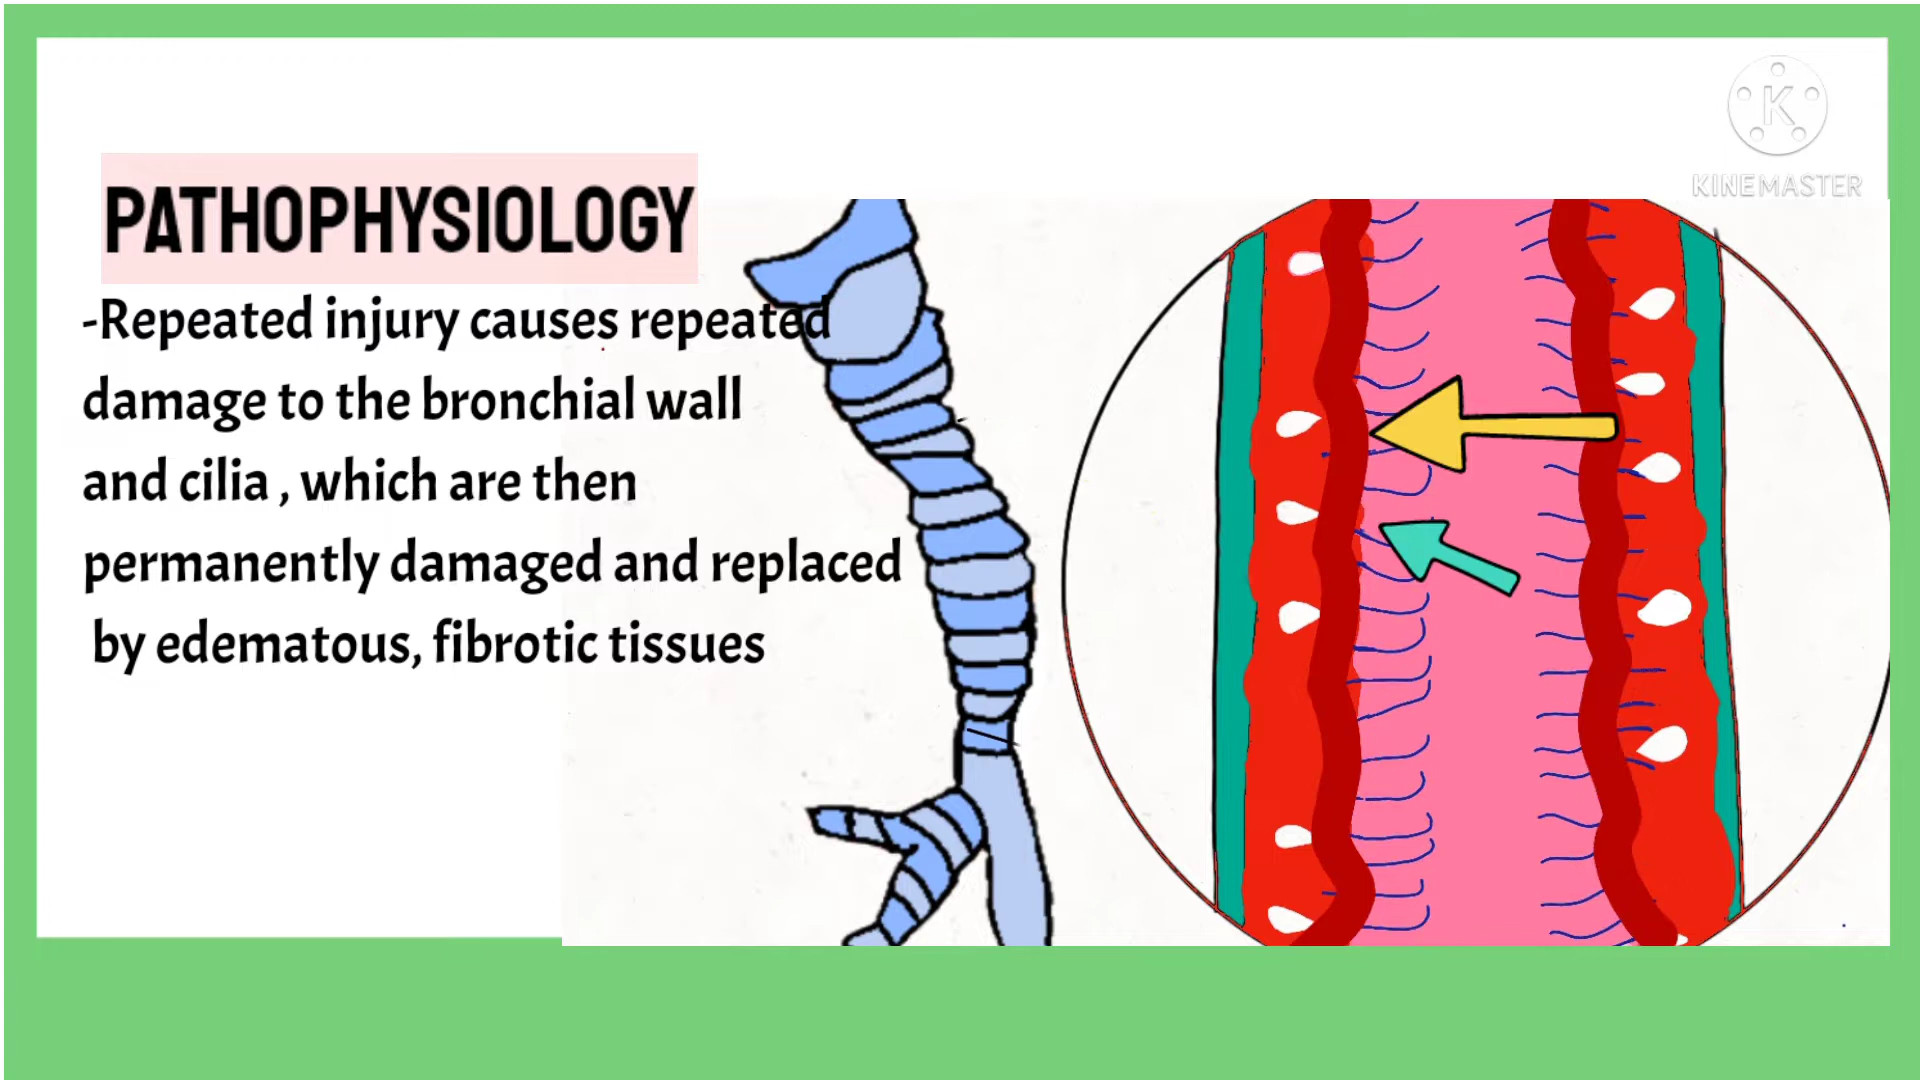 K
KINEMASTER
PATHOPHYSIOLOGY
-Repeated injury causes repeated
damage to the bronchial wall
and cilia , which are then
permanently damaged and replaced
by edematous, fibrotic tissues